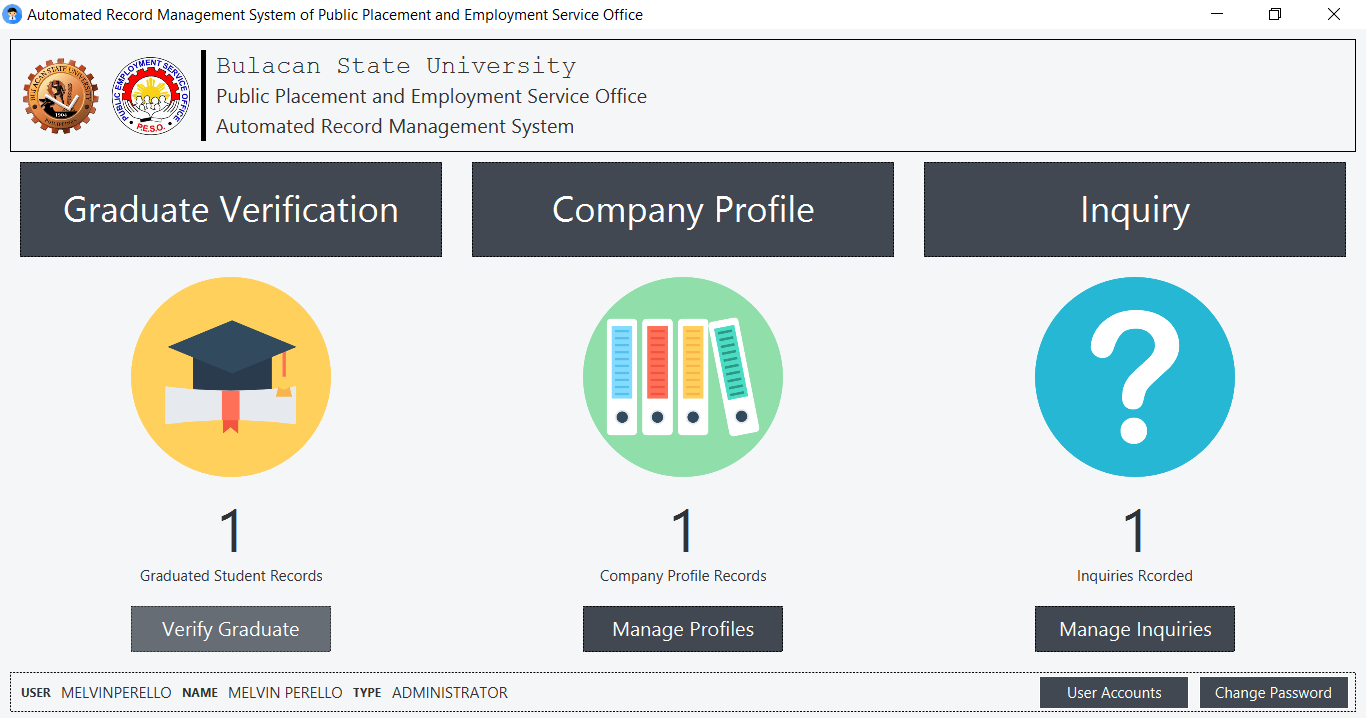 Automated Record Management System of Public Placement and Employment Service Office
BULACAN STATE UNIVERSITY
1904
PHILIPPINES
PUBLIC EMPLOYMENT SERVICE OFFICE
P.E.S.O.
Bulacan State University
Public Placement and Employment Service Office
Automated Record Management System
Graduate Verification
Company Profile
Inquiry
1
Graduated Student Records
Verify Graduate
1
Company Profile Records
Manage Profiles
1
Inquiries Rcorded
Manage Inquiries
USER MELVINPERELLO NAME MELVIN PERELLO TYPE ADMINISTRATOR
User Accounts
Change Password